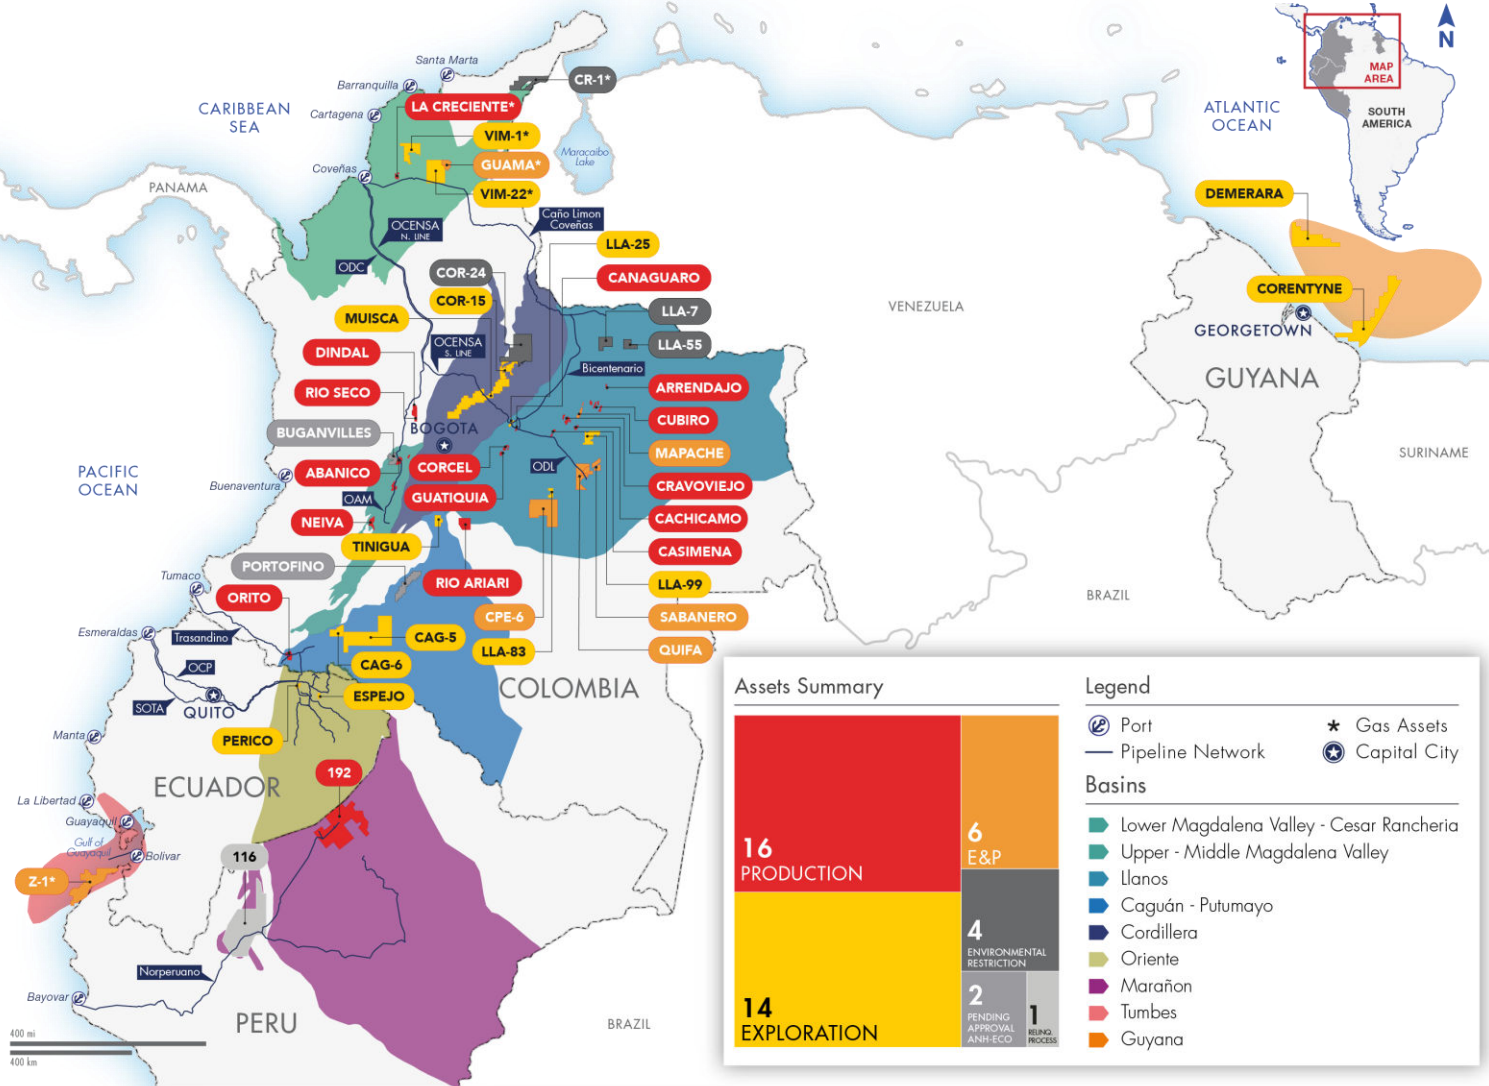 N
MAP
AREA
SOUTH
AMERICA
ATLANTIC
OCEAN
CARIBBEAN
SEA
Santa Marta
Barranquilla
Cartagena
Coveñas
CR-1*
LA CRECIENTE*
VIM-1*
GUAMA*
VIM-22*
Maracaibo
Lake
PANAMA
OCENSA
N. LINE
ODC
Caño Limon
Coveñas
LLA-25
COR-24
CANAGUARO
COR-15
LLA-7
MUISCA
LLA-55
DINDAL
OCENSA
S. LINE
Bicentenario
RIO SECO
ARRENDAJO
BUGANVILLES
BOGOTA
CUBIRO
MAPACHE
ABANICO
CORCEL
ODL
CRAVOVIEJO
OAM
GUATIQUIA
CACHICAMO
NEIVA
CASIMENA
TINIGUA
PORTOFINO
RIO ARIARI
LLA-99
ORITO
CPE-6
SABANERO
CAG-5
LLA-83
QUIFA
CAG-6
ESPEJO
PERICO
COLOMBIA
PACIFIC
OCEAN
Buenaventura
Tumaco
Esmeraldas
Trasandino
OCP
SOTA
QUITO
Manta
ECUADOR
192
La Libertad
Guayaquil
Gulf of
Guayaquil
Bolivar
116
Z-1*
Norperuano
Bayovar
PERU
BRAZIL
400 mi
400 km
VENEZUELA
DEMERARA
CORENTYNE
GEORGETOWN
GUYANA
SURINAME
BRAZIL
Assets Summary
16
PRODUCTION
6
E&P
14
EXPLORATION
4
ENVIRONMENTAL
RESTRICTION
2
PENDING
APPROVAL
ANH-ECO
1
RELINQ.
PROCESS
Legend
Port
* Gas Assets
Pipeline Network
Capital City
Basins
Lower Magdalena Valley - Cesar Rancheria
Upper - Middle Magdalena Valley
Llanos
Caguán - Putumayo
Cordillera
Oriente
Marañon
Tumbes
Guyana